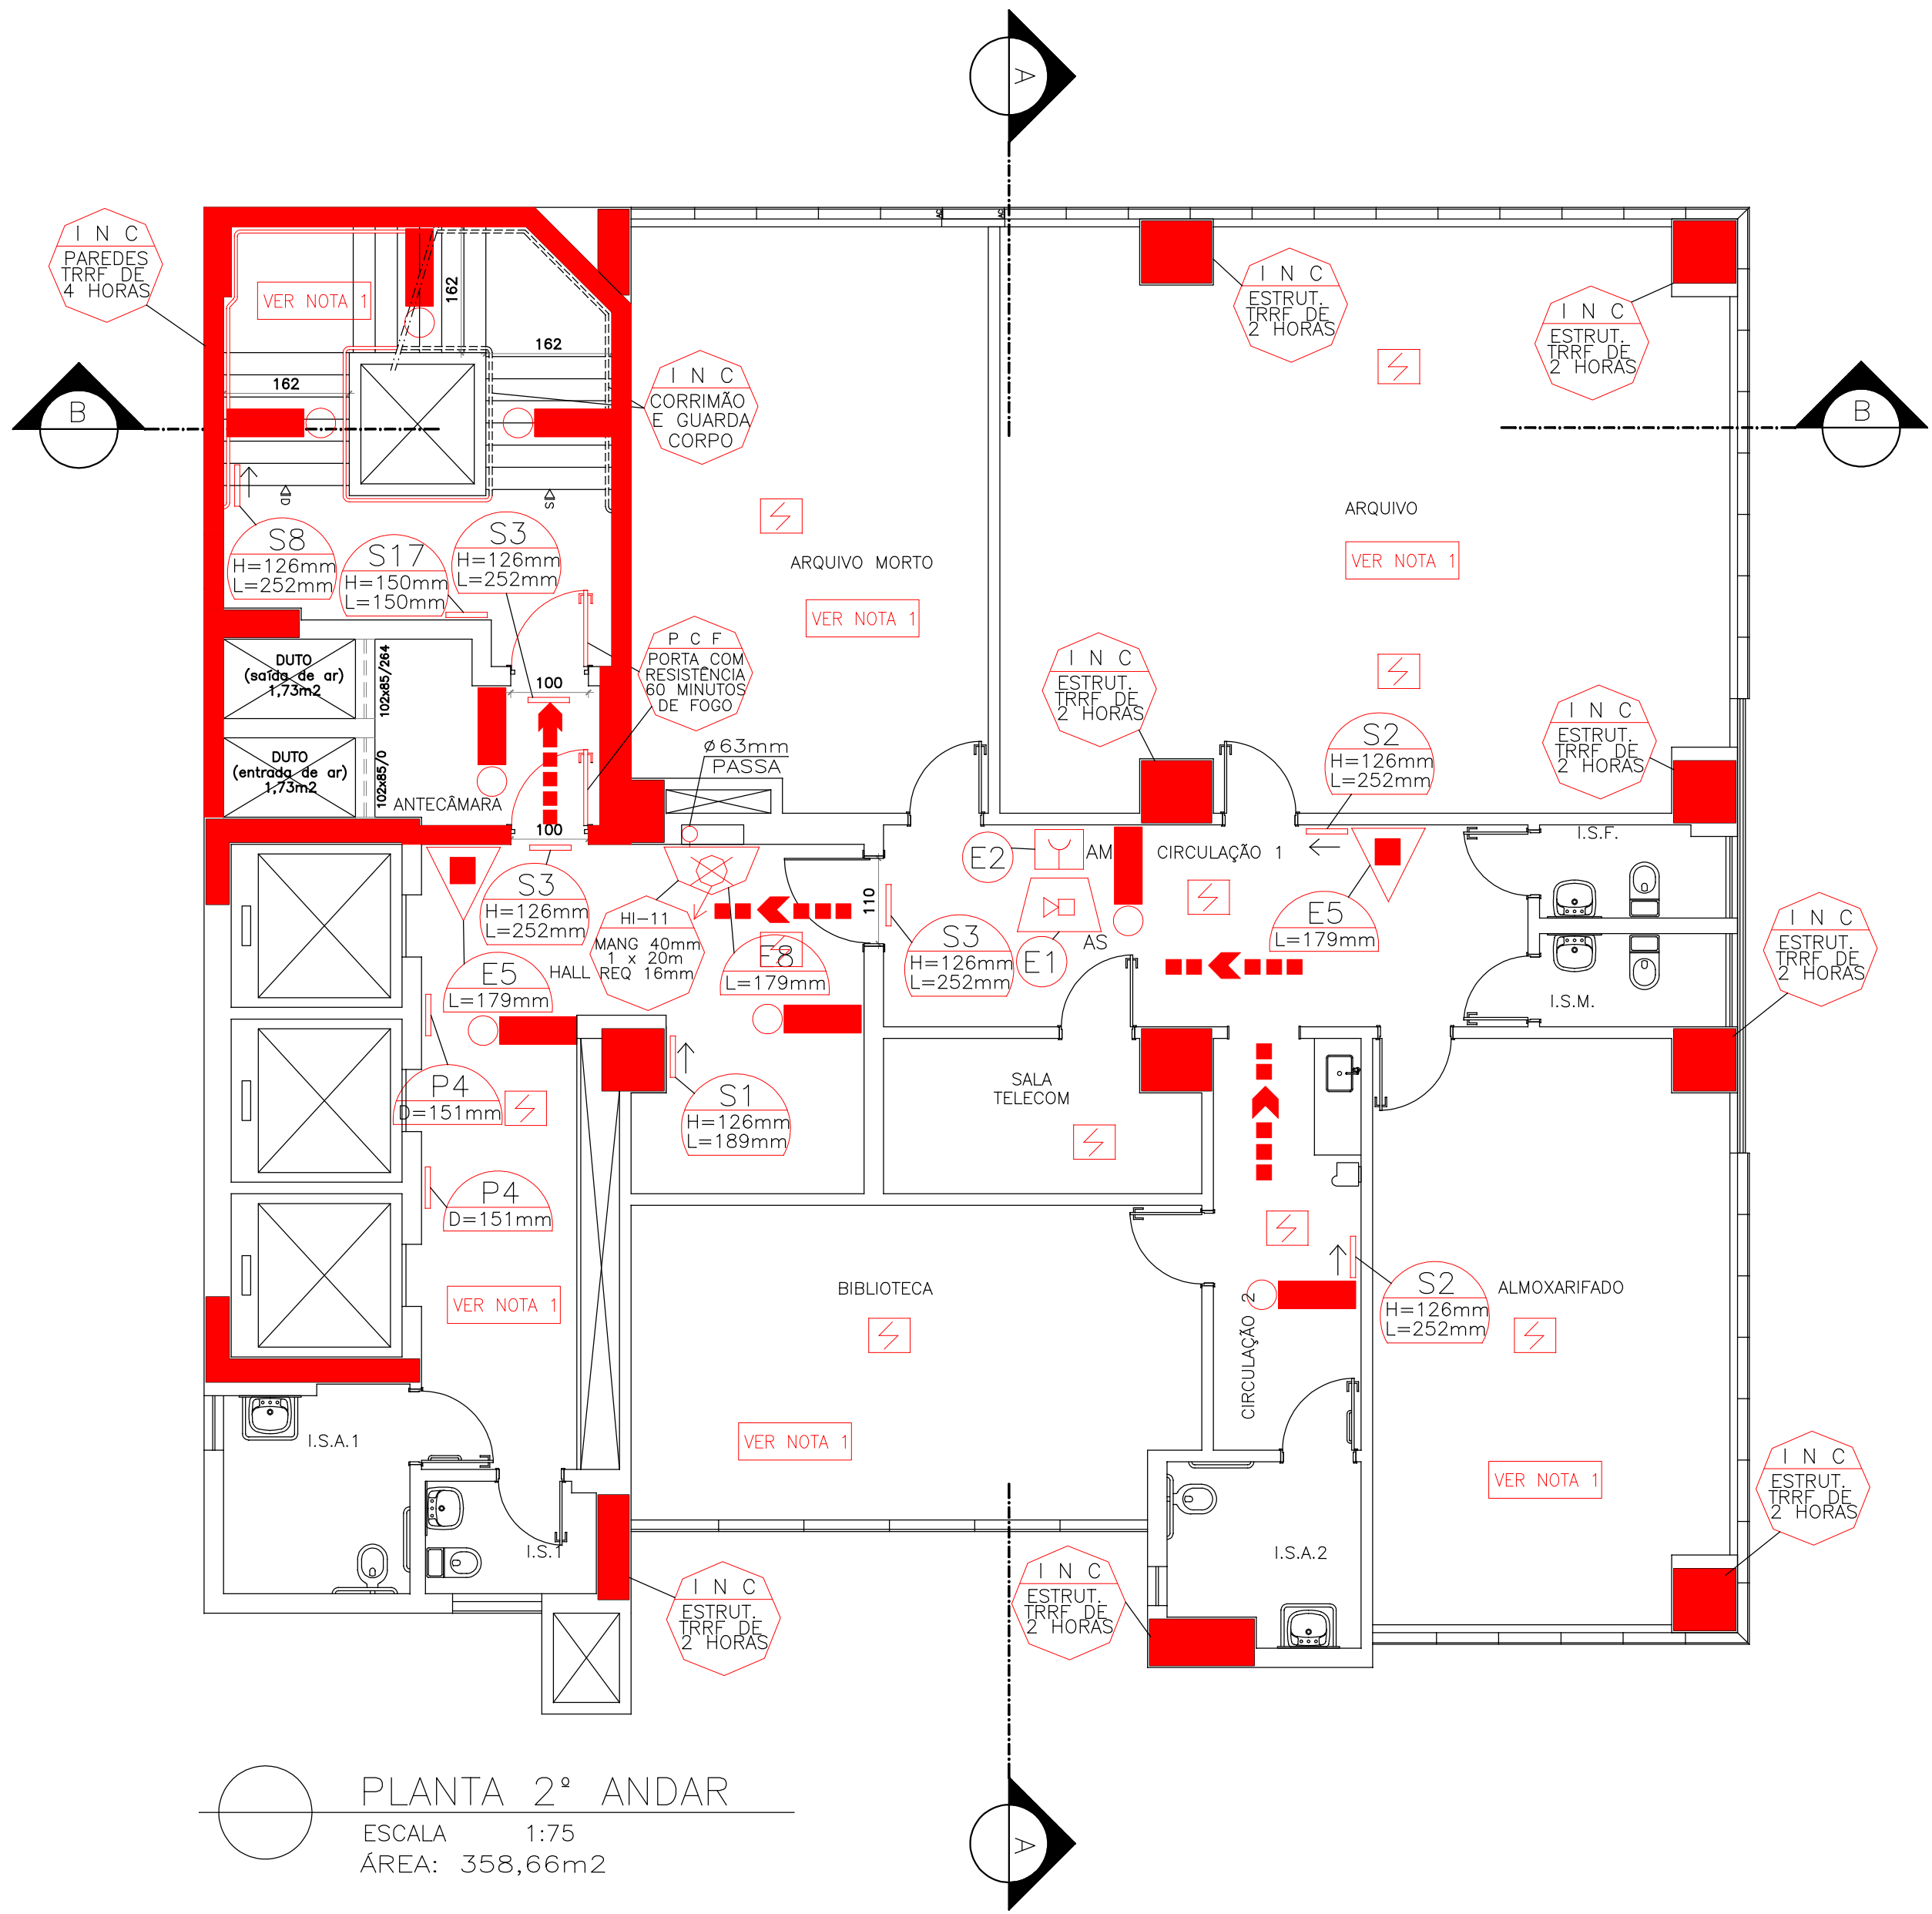 A
I N C
PAREDES
TRRF DE
4 HORAS
VER NOTA 1
162
162
162
I N C
CORRIMÃO
E GUARDA
CORPO
I N C
ESTRUT.
TRRF DE
2 HORAS
I N C
ESTRUT.
TRRF DE
2 HORAS
B
B
AC
AC
D
S
S8
H=126mm
L=252mm
S17
H=150mm
L=150mm
S3
H=126mm
L=252mm
ARQUIVO MORTO
VER NOTA 1
ARQUIVO
VER NOTA 1
DUTO
(saída de ar)
1,73m2
102x85/264
DUTO
(entrada de ar)
1,73m2
102x85/0
ANTECÂMARA
100
100
P C F
PORTA COM
RESISTÊNCIA
60 MINUTOS
DE FOGO
ø63mm
PASSA
I N C
ESTRUT.
TRRF DE
2 HORAS
I N C
ESTRUT.
TRRF DE
2 HORAS
S2
H=126mm
L=252mm
S3
H=126mm
L=252mm
HI-11
MANG 40mm
1 x 20m
REQ 16mm
HALL
E8
L=179mm
110
S3
H=126mm
L=252mm
E2
AM
E1
AS
CIRCULAÇÃO 1
E5
L=179mm
I.S.F.
I.S.M.
I N C
ESTRUT.
TRRF DE
2 HORAS
E5
L=179mm
P4
D=151mm
P4
D=151mm
S1
H=126mm
L=189mm
SALA
TELECOM
VER NOTA 1
BIBLIOTECA
VER NOTA 1
CIRCULAÇÃO 2
S2
H=126mm
L=252mm
ALMOXARIFADO
VER NOTA 1
I.S.A.1
I.S.1
I.S.A.2
I N C
ESTRUT.
TRRF DE
2 HORAS
I N C
ESTRUT.
TRRF DE
2 HORAS
I N C
ESTRUT.
TRRF DE
2 HORAS
PLANTA 2º ANDAR
ESCALA 1:75
ÁREA: 358,66m2
A